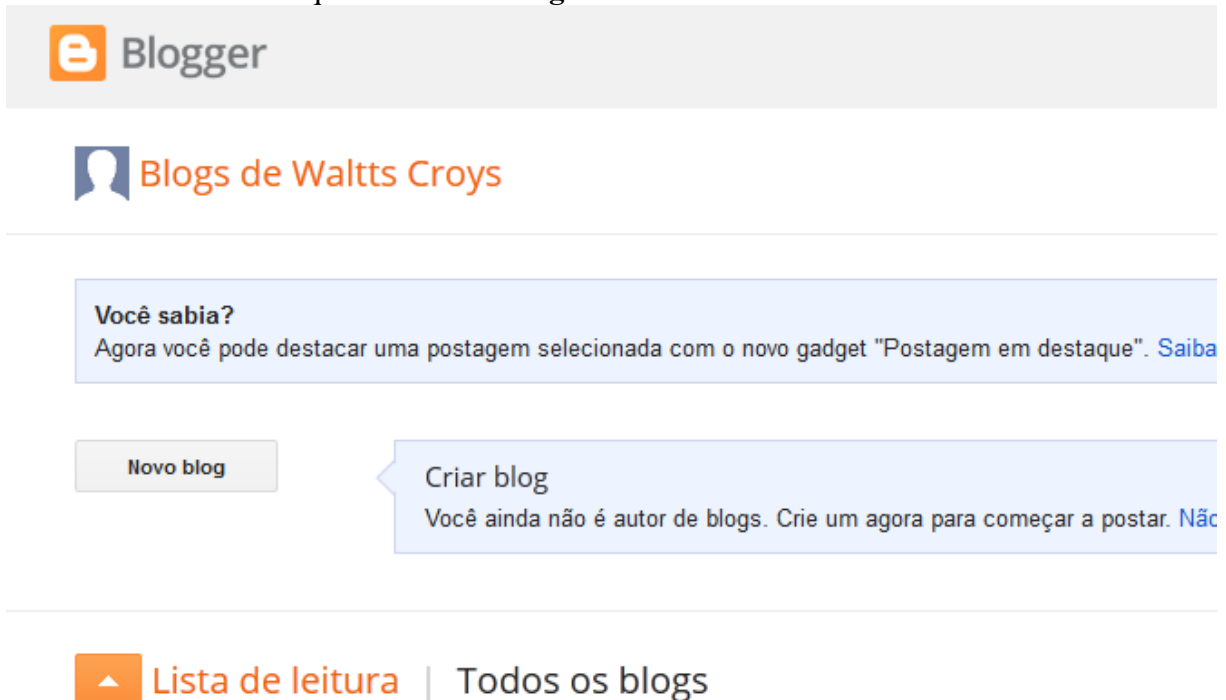 Blogger
Blogs de Waltts Croys
Você sabia?
Agora você pode destacar uma postagem selecionada com o novo gadget "Postagem em destaque". Saiba
Novo blog
Criar blog
Você ainda não é autor de blogs. Crie um agora para começar a postar. Não
Lista de leitura | Todos os blogs